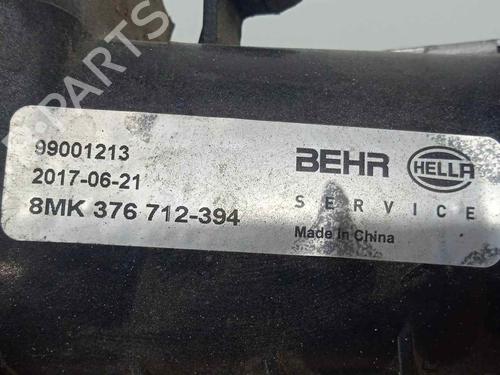 B-PARTS
99001213
2017-06-21
8MK 376 712-394
BEHR HELLA
SERVICE
Made in China